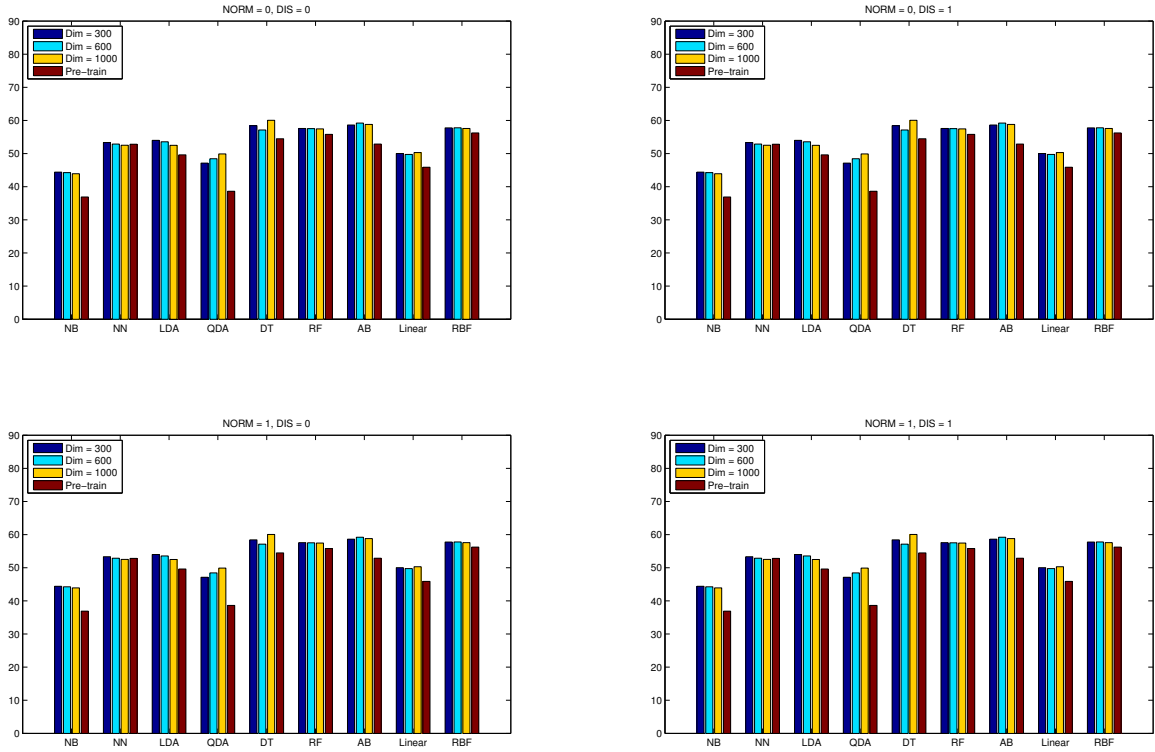 NORM = 0, DIS = 0
90
80
70
60
50
40
30
20
10
0
Dim = 300
Dim = 600
Dim = 1000
Pre−train
NB NN LDA QDA DT RF AB Linear RBF
NORM = 0, DIS = 1
90
80
70
60
50
40
30
20
10
0
Dim = 300
Dim = 600
Dim = 1000
Pre−train
NB NN LDA QDA DT RF AB Linear RBF
NORM = 1, DIS = 0
90
80
70
60
50
40
30
20
10
0
Dim = 300
Dim = 600
Dim = 1000
Pre−train
NB NN LDA QDA DT RF AB Linear RBF
NORM = 1, DIS = 1
90
80
70
60
50
40
30
20
10
0
Dim = 300
Dim = 600
Dim = 1000
Pre−train
NB NN LDA QDA DT RF AB Linear RBF